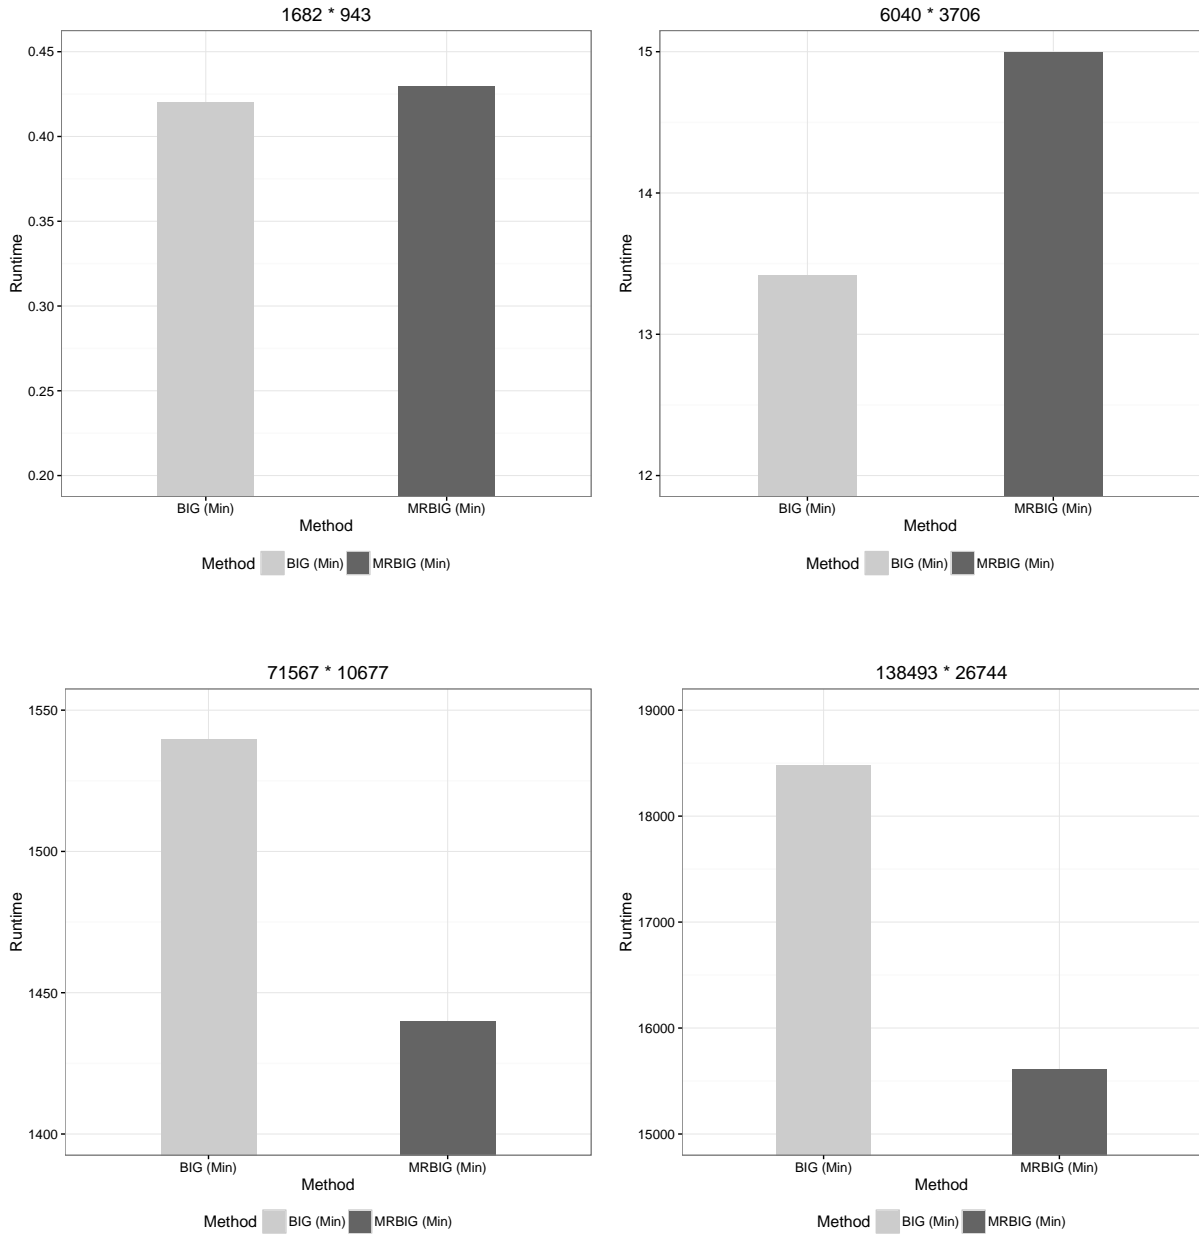 1682 * 943
0.45
0.40
0.35
0.30
0.25
0.20
Runtime
BIG (Min) MRBIG (Min)
Method
Method BIG (Min) MRBIG (Min)
6040 * 3706
15
14
13
12
Runtime
BIG (Min) MRBIG (Min)
Method
Method BIG (Min) MRBIG (Min)
71567 * 10677
1550
1500
1450
1400
Runtime
BIG (Min) MRBIG (Min)
Method
Method BIG (Min) MRBIG (Min)
138493 * 26744
19000
18000
17000
16000
15000
Runtime
BIG (Min) MRBIG (Min)
Method
Method BIG (Min) MRBIG (Min)